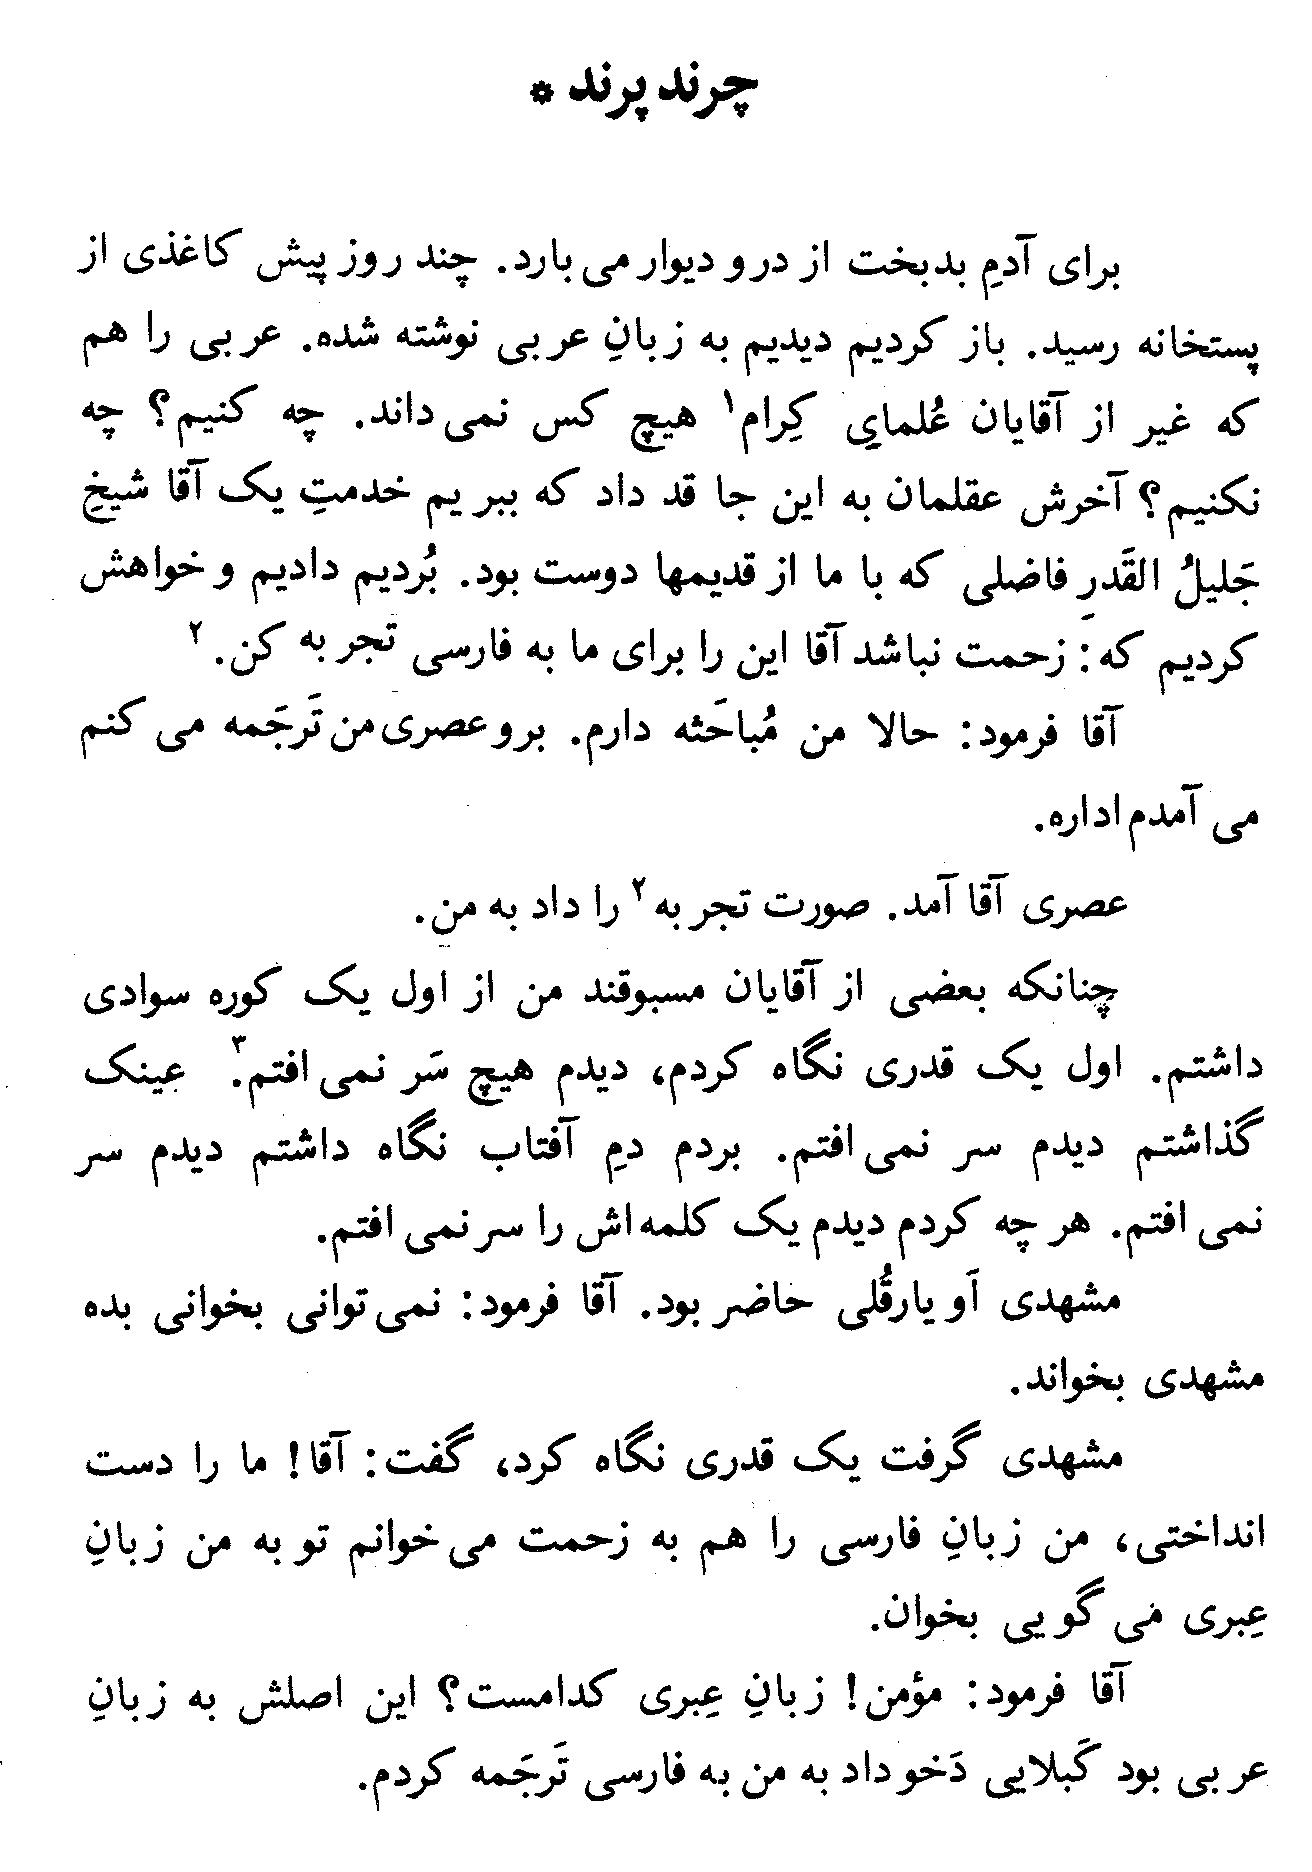 چرند پرند *
برای آدمِ بدبخت از در و دیوار می بارد. چند روز پیش کاغذی از
پستخانه رسید. باز کردیم دیدیم به زبانِ عربی نوشته شده. عربی را هم
که غیر از آقایان عُلمایِ کِرام۱ هیچ کس نمی داند. چه کنیم؟ چه
نکنیم؟ آخرش عقلمان به این جا قد داد که ببریم خدمتِ یک آقا شیخِ
جَلیلُ القَدرِ فاضلی که با ما از قدیمها دوست بود. بُردیم دادیم و خواهش
کردیم که: زحمت نباشد آقا این را برای ما به فارسی تجربه کن.۲
آقا فرمود: حالا من مُباحَثه دارم. برو عصری من تَرجَمه می کنم
می آمدم اداره.
عصری آقا آمد. صورت تجربه۲ را داد به من.
چنانکه بعضی از آقایان مسبوقند من از اول یک کوره سوادی
داشتم. اول یک قدری نگاه کردم، دیدم هیچ سَر نمی افتم.۳ عینک
گذاشتم دیدم سر نمی افتم. بردم دمِ آفتاب نگاه داشتم دیدم سر
نمی افتم. هر چه کردم دیدم یک کلمه اش را سر نمی افتم.
مشهدی اَویارقُلی حاضر بود. آقا فرمود: نمی توانی بخوانی بده
مشهدی بخواند.
مشهدی گرفت یک قدری نگاه کرد، گفت: آقا! ما را دست
انداختی، من زبانِ فارسی را هم به زحمت می خوانم تو به من زبانِ
عِبری می گویی بخوان.
آقا فرمود: مؤمن! زبانِ عِبری کدامست؟ این اصلش به زبانِ
عربی بود کَبلایی دَخو داد به من به فارسی تَرجَمه کردم.